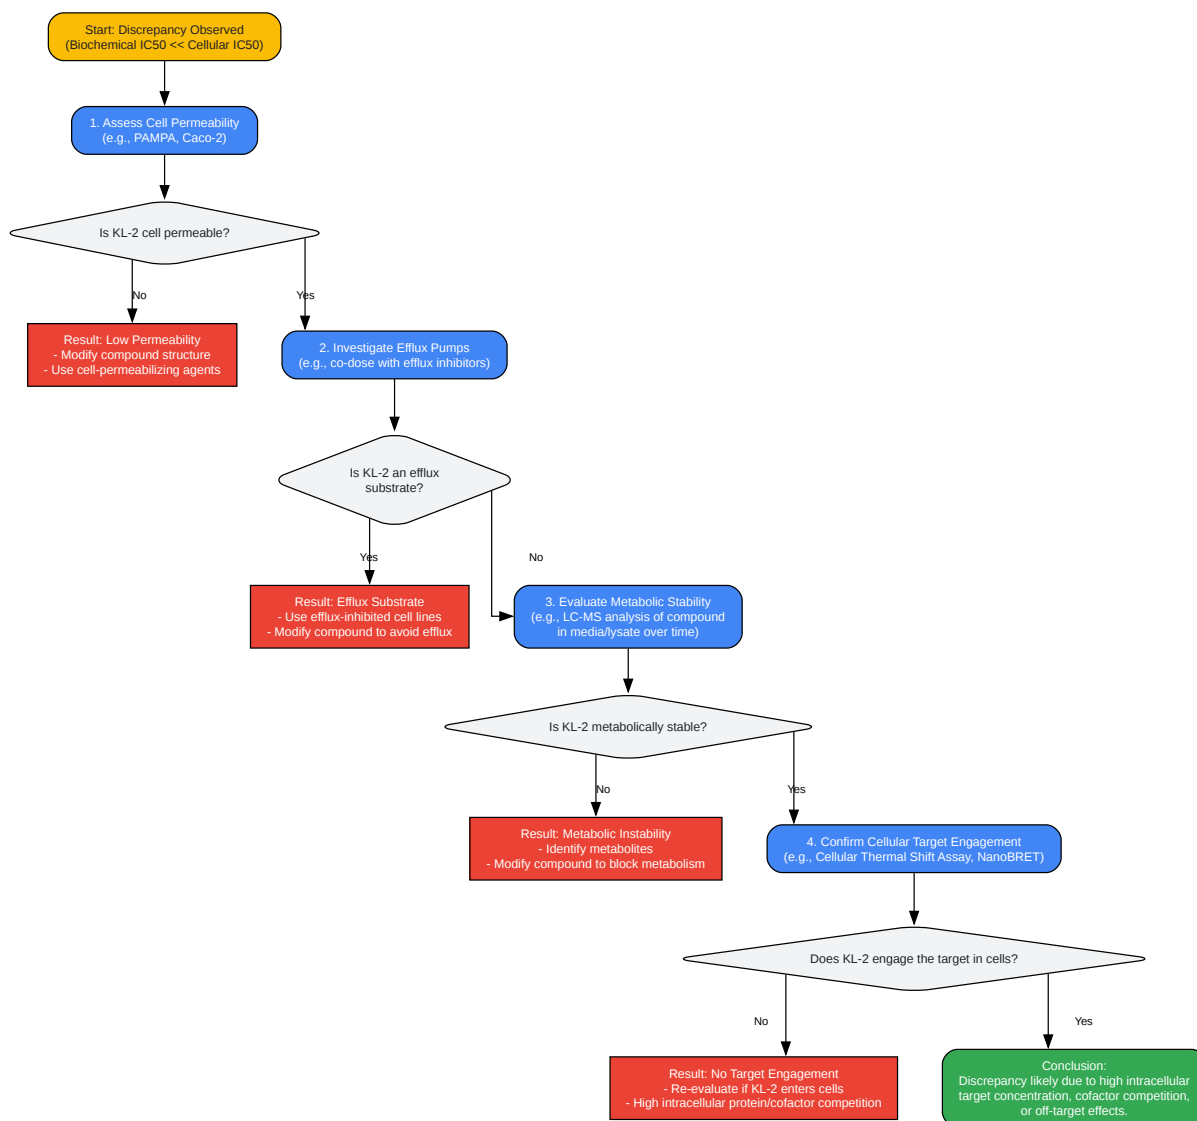 Start: Discrepancy Observed
(Biochemical IC50 << Cellular IC50)
1. Assess Cell Permeability
(e.g., PAMPA, Caco-2)
Is KL-2 cell permeable?
No
Yes
Result: Low Permeability
- Modify compound structure
- Use cell-permeabilizing agents
2. Investigate Efflux Pumps
(e.g., co-dose with efflux inhibitors)
Is KL-2 an efflux
substrate?
Yes
No
Result: Efflux Substrate
- Use efflux-inhibited cell lines
- Modify compound to avoid efflux
3. Evaluate Metabolic Stability
(e.g., LC-MS analysis of compound
in media/lysate over time)
Is KL-2 metabolically stable?
No
Yes
Result: Metabolic Instability
- Identify metabolites
- Modify compound to block metabolism
4. Confirm Cellular Target Engagement
(e.g., Cellular Thermal Shift Assay, NanoBRET)
Does KL-2 engage the target in cells?
No
Yes
Result: No Target Engagement
- Re-evaluate if KL-2 enters cells
- High intracellular protein/cofactor competition
Conclusion:
Discrepancy likely due to high intracellular
target concentration, cofactor competition,
or off-target effects.